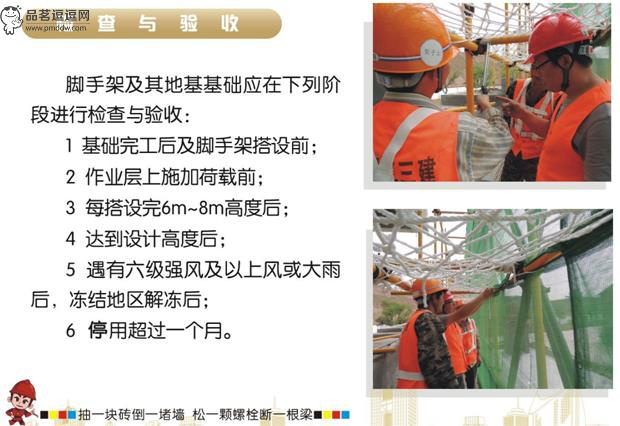 品茗逗逗网
www.pmddw.com
检查与验收
脚手架及其地基基础应在下列阶
段进行检查与验收：
1 基础完工后及脚手架搭设前；
2 作业层上施加荷载前；
3 每搭设完6m~8m高度后；
4 达到设计高度后；
5 遇有六级强风及以上风或大雨
后，冻结地区解冻后；
6 停用超过一个月。
三建
抽一块砖倒一堵墙 松一颗螺栓断一根梁